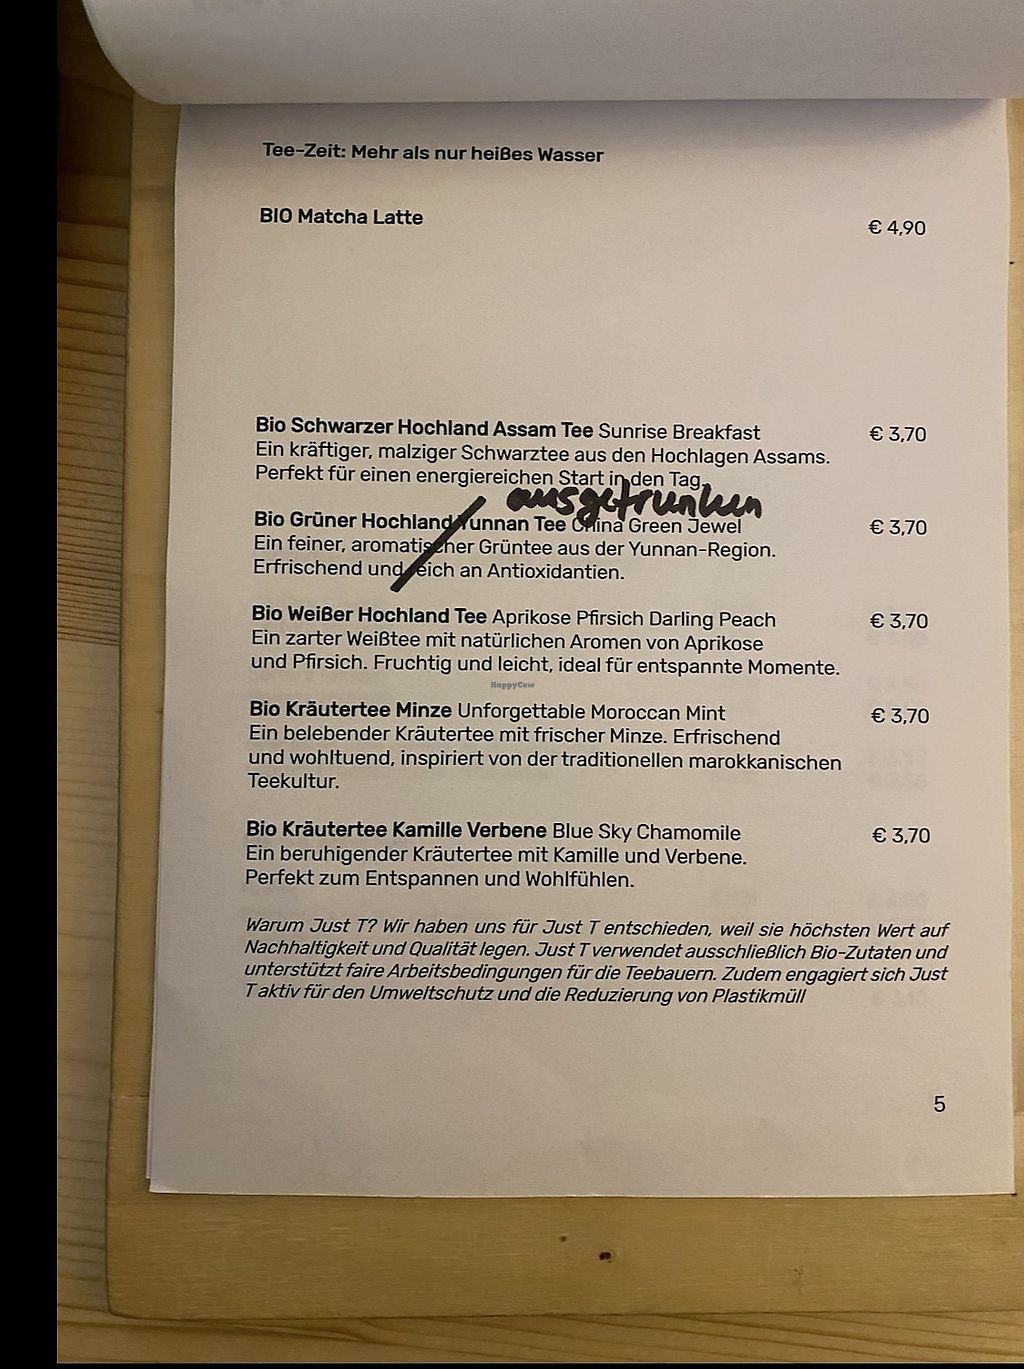 Tee-Zeit: Mehr als nur heißes Wasser
BIO Matcha Latte € 4,90
Bio Schwarzer Hochland Assam Tee Sunrise Breakfast € 3,70
Ein kräftiger, malziger Schwarztee aus den Hochlagen Assams.
Perfekt für einen energiereichen Start in den Tag.
ausgetrunken
Bio Grüner Hochland Yunnan Tee China Green Jewel € 3,70
Ein feiner, aromatischer Grüntee aus der Yunnan-Region.
Erfrischend und reich an Antioxidantien.
Bio Weißer Hochland Tee Aprikose Pfirsich Darling Peach € 3,70
Ein zarter Weißtee mit natürlichen Aromen von Aprikose
und Pfirsich. Fruchtig und leicht, ideal für entspannte Momente.
HappyCow
Bio Kräutertee Minze Unforgettable Moroccan Mint € 3,70
Ein belebender Kräutertee mit frischer Minze. Erfrischend
und wohltuend, inspiriert von der traditionellen marokkanischen
Teekultur.
Bio Kräutertee Kamille Verbene Blue Sky Chamomile € 3,70
Ein beruhigender Kräutertee mit Kamille und Verbene.
Perfekt zum Entspannen und Wohlfühlen.
Warum Just T? Wir haben uns für Just T entschieden, weil sie höchsten Wert auf
Nachhaltigkeit und Qualität legen. Just T verwendet ausschließlich Bio-Zutaten und
unterstützt faire Arbeitsbedingungen für die Teebauern. Zudem engagiert sich Just
T aktiv für den Umweltschutz und die Reduzierung von Plastikmüll
5